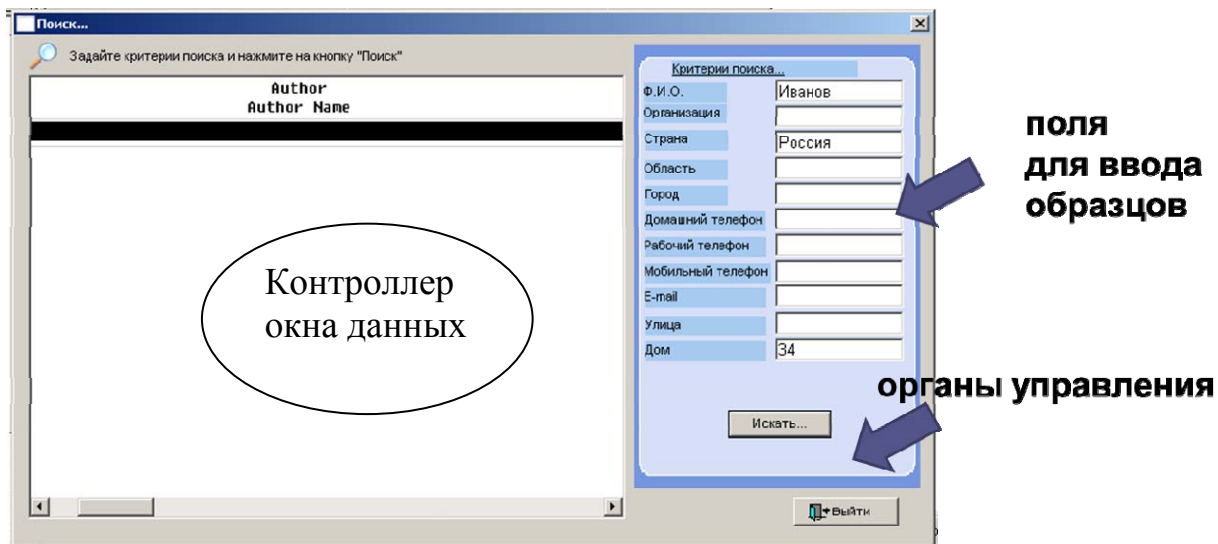 Поиск...
Задайте критерии поиска и нажмите на кнопку "Поиск"
Author
Author Name
Контроллер
окна данных
Критерии поиска...
Ф.И.О. Иванов
Организация
Страна Россия
Область
Город
Домашний телефон
Рабочий телефон
Мобильный телефон
E-mail
Улица
Дом 34
Искать...
Выйти
поля
для ввода
образцов
органы управления